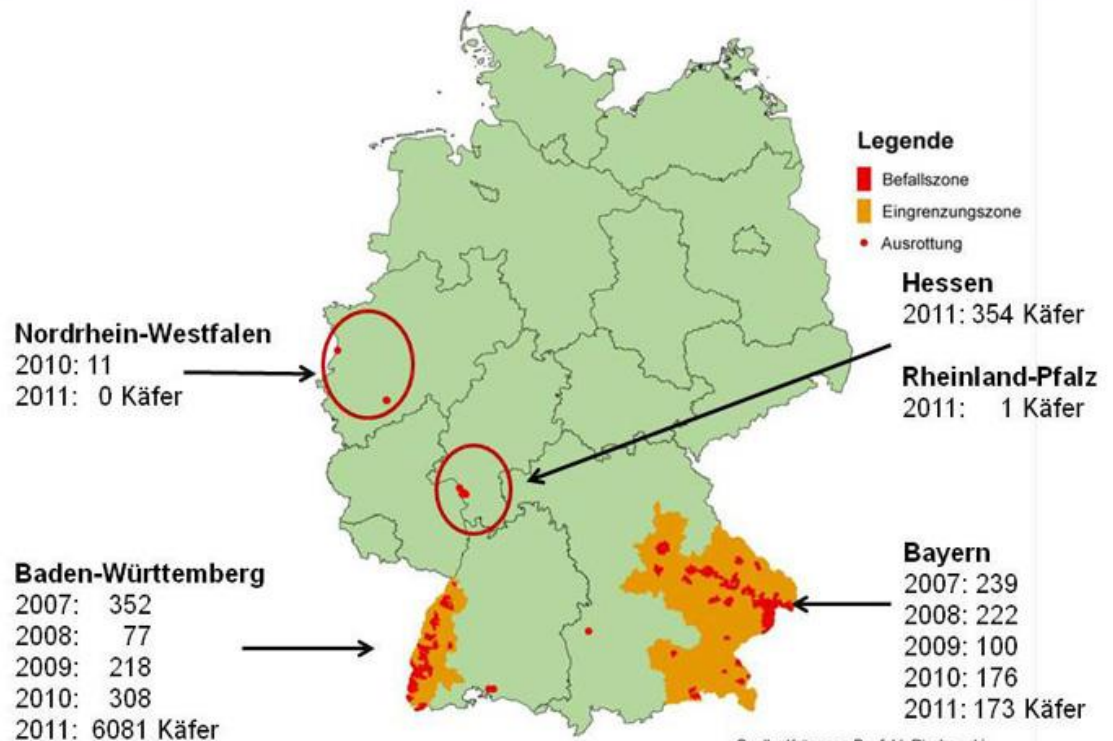 Legende
Befallszone
Eingrenzungszone
Ausrottung
Hessen
2011: 354 Käfer
Rheinland-Pfalz
2011: 1 Käfer
Nordrhein-Westfalen
2010: 11
2011: 0 Käfer
Baden-Württemberg
2007: 352
2008: 77
2009: 218
2010: 308
2011: 6081 Käfer
Bayern
2007: 239
2008: 222
2009: 100
2010: 176
2011: 173 Käfer